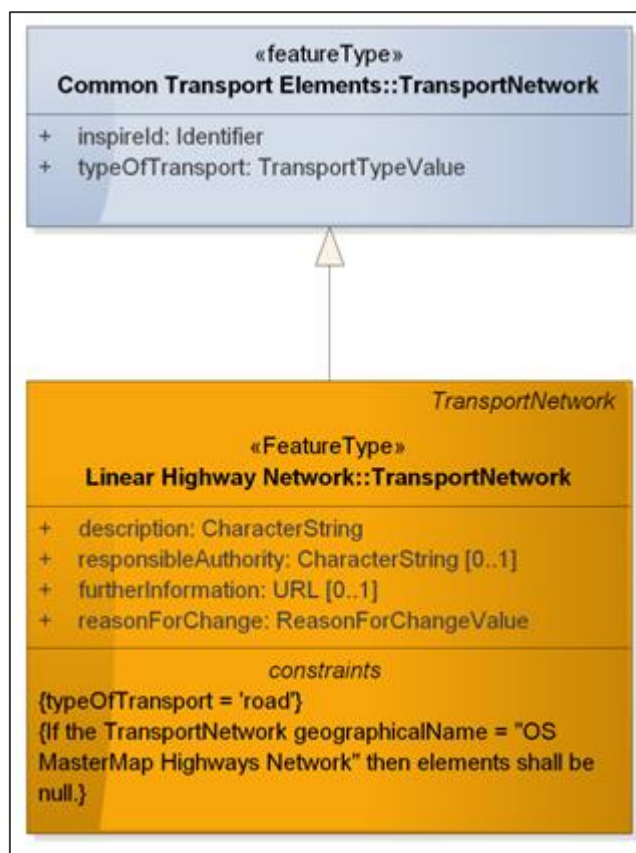 «featureType»
Common Transport Elements::TransportNetwork
+ inspireId: Identifier
+ typeOfTransport: TransportTypeValue
TransportNetwork
«FeatureType»
Linear Highway Network::TransportNetwork
+ description: CharacterString
+ responsibleAuthority: CharacterString [0..1]
+ furtherInformation: URL [0..1]
+ reasonForChange: ReasonForChangeValue
constraints
{typeOfTransport = 'road'}
{If the TransportNetwork geographicalName = "OS
MasterMap Highways Network" then elements shall be
null.}